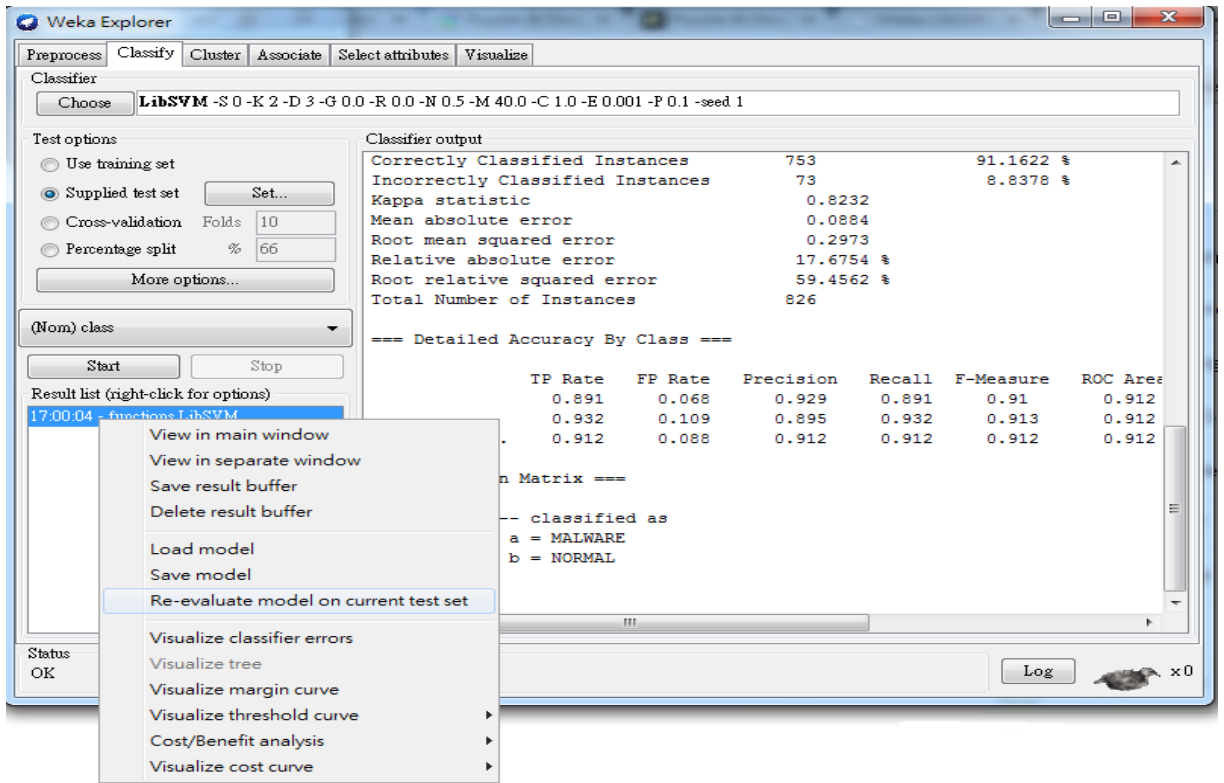 Weka Explorer
Preprocess Classify Cluster Associate Select attributes Visualize
Classifier
Choose LibSVM -S 0 -K 2 -D 3 -G 0.0 -R 0.0 -N 0.5 -M 40.0 -C 1.0 -E 0.001 -P 0.1 -seed 1
Test options
Use training set
Supplied test set Set...
Cross-validation Folds 10
Percentage split % 66
More options...
(Nom) class
Start Stop
Result list (right-click for options)
17:00:04 - functions.LibSVM
Classifier output
Correctly Classified Instances 753 91.1622 %
Incorrectly Classified Instances 73 8.8378 %
Kappa statistic 0.8232
Mean absolute error 0.0884
Root mean squared error 0.2973
Relative absolute error 17.6754 %
Root relative squared error 59.4562 %
Total Number of Instances 826
=== Detailed Accuracy By Class ===
TP Rate FP Rate Precision Recall F-Measure ROC Area
0.891 0.068 0.929 0.891 0.91 0.912
0.932 0.109 0.895 0.932 0.913 0.912
. 0.912 0.088 0.912 0.912 0.912 0.912
n Matrix ===
-- classified as
a = MALWARE
b = NORMAL
View in main window
View in separate window
Save result buffer
Delete result buffer
Load model
Save model
Re-evaluate model on current test set
Visualize classifier errors
Visualize tree
Visualize margin curve
Visualize threshold curve
Cost/Benefit analysis
Visualize cost curve
Status
OK
Log x 0